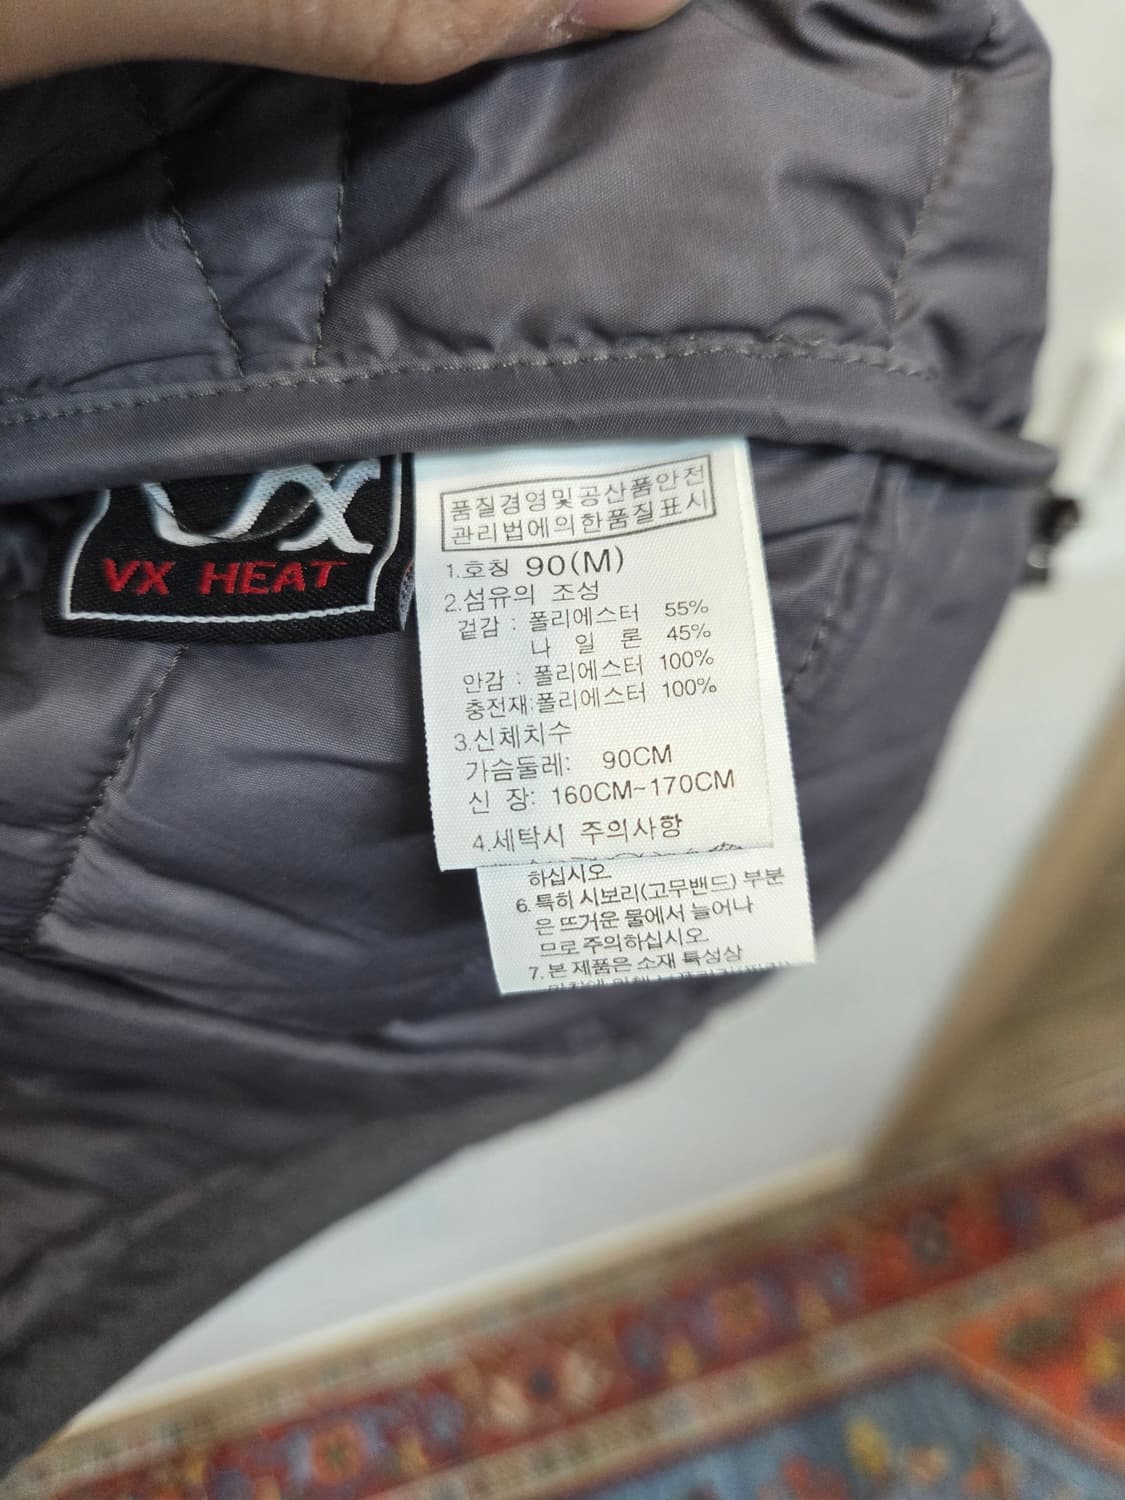 VX
VX HEAT
품질경영및공산품안전
관리법에의한품질표시
1.호칭 90(M)
2.섬유의 조성
겉감 : 폴리에스터 55%
나 일 론 45%
안감 : 폴리에스터 100%
충전재:폴리에스터 100%
3.신체치수
가슴둘레: 90CM
신 장: 160CM~170CM
4.세탁시 주의사항
하십시오.
6.특히 시보리(고무밴드) 부분
은 뜨거운 물에서 늘어나
므로 주의하십시오.
7.본 제품은 소재 특성상